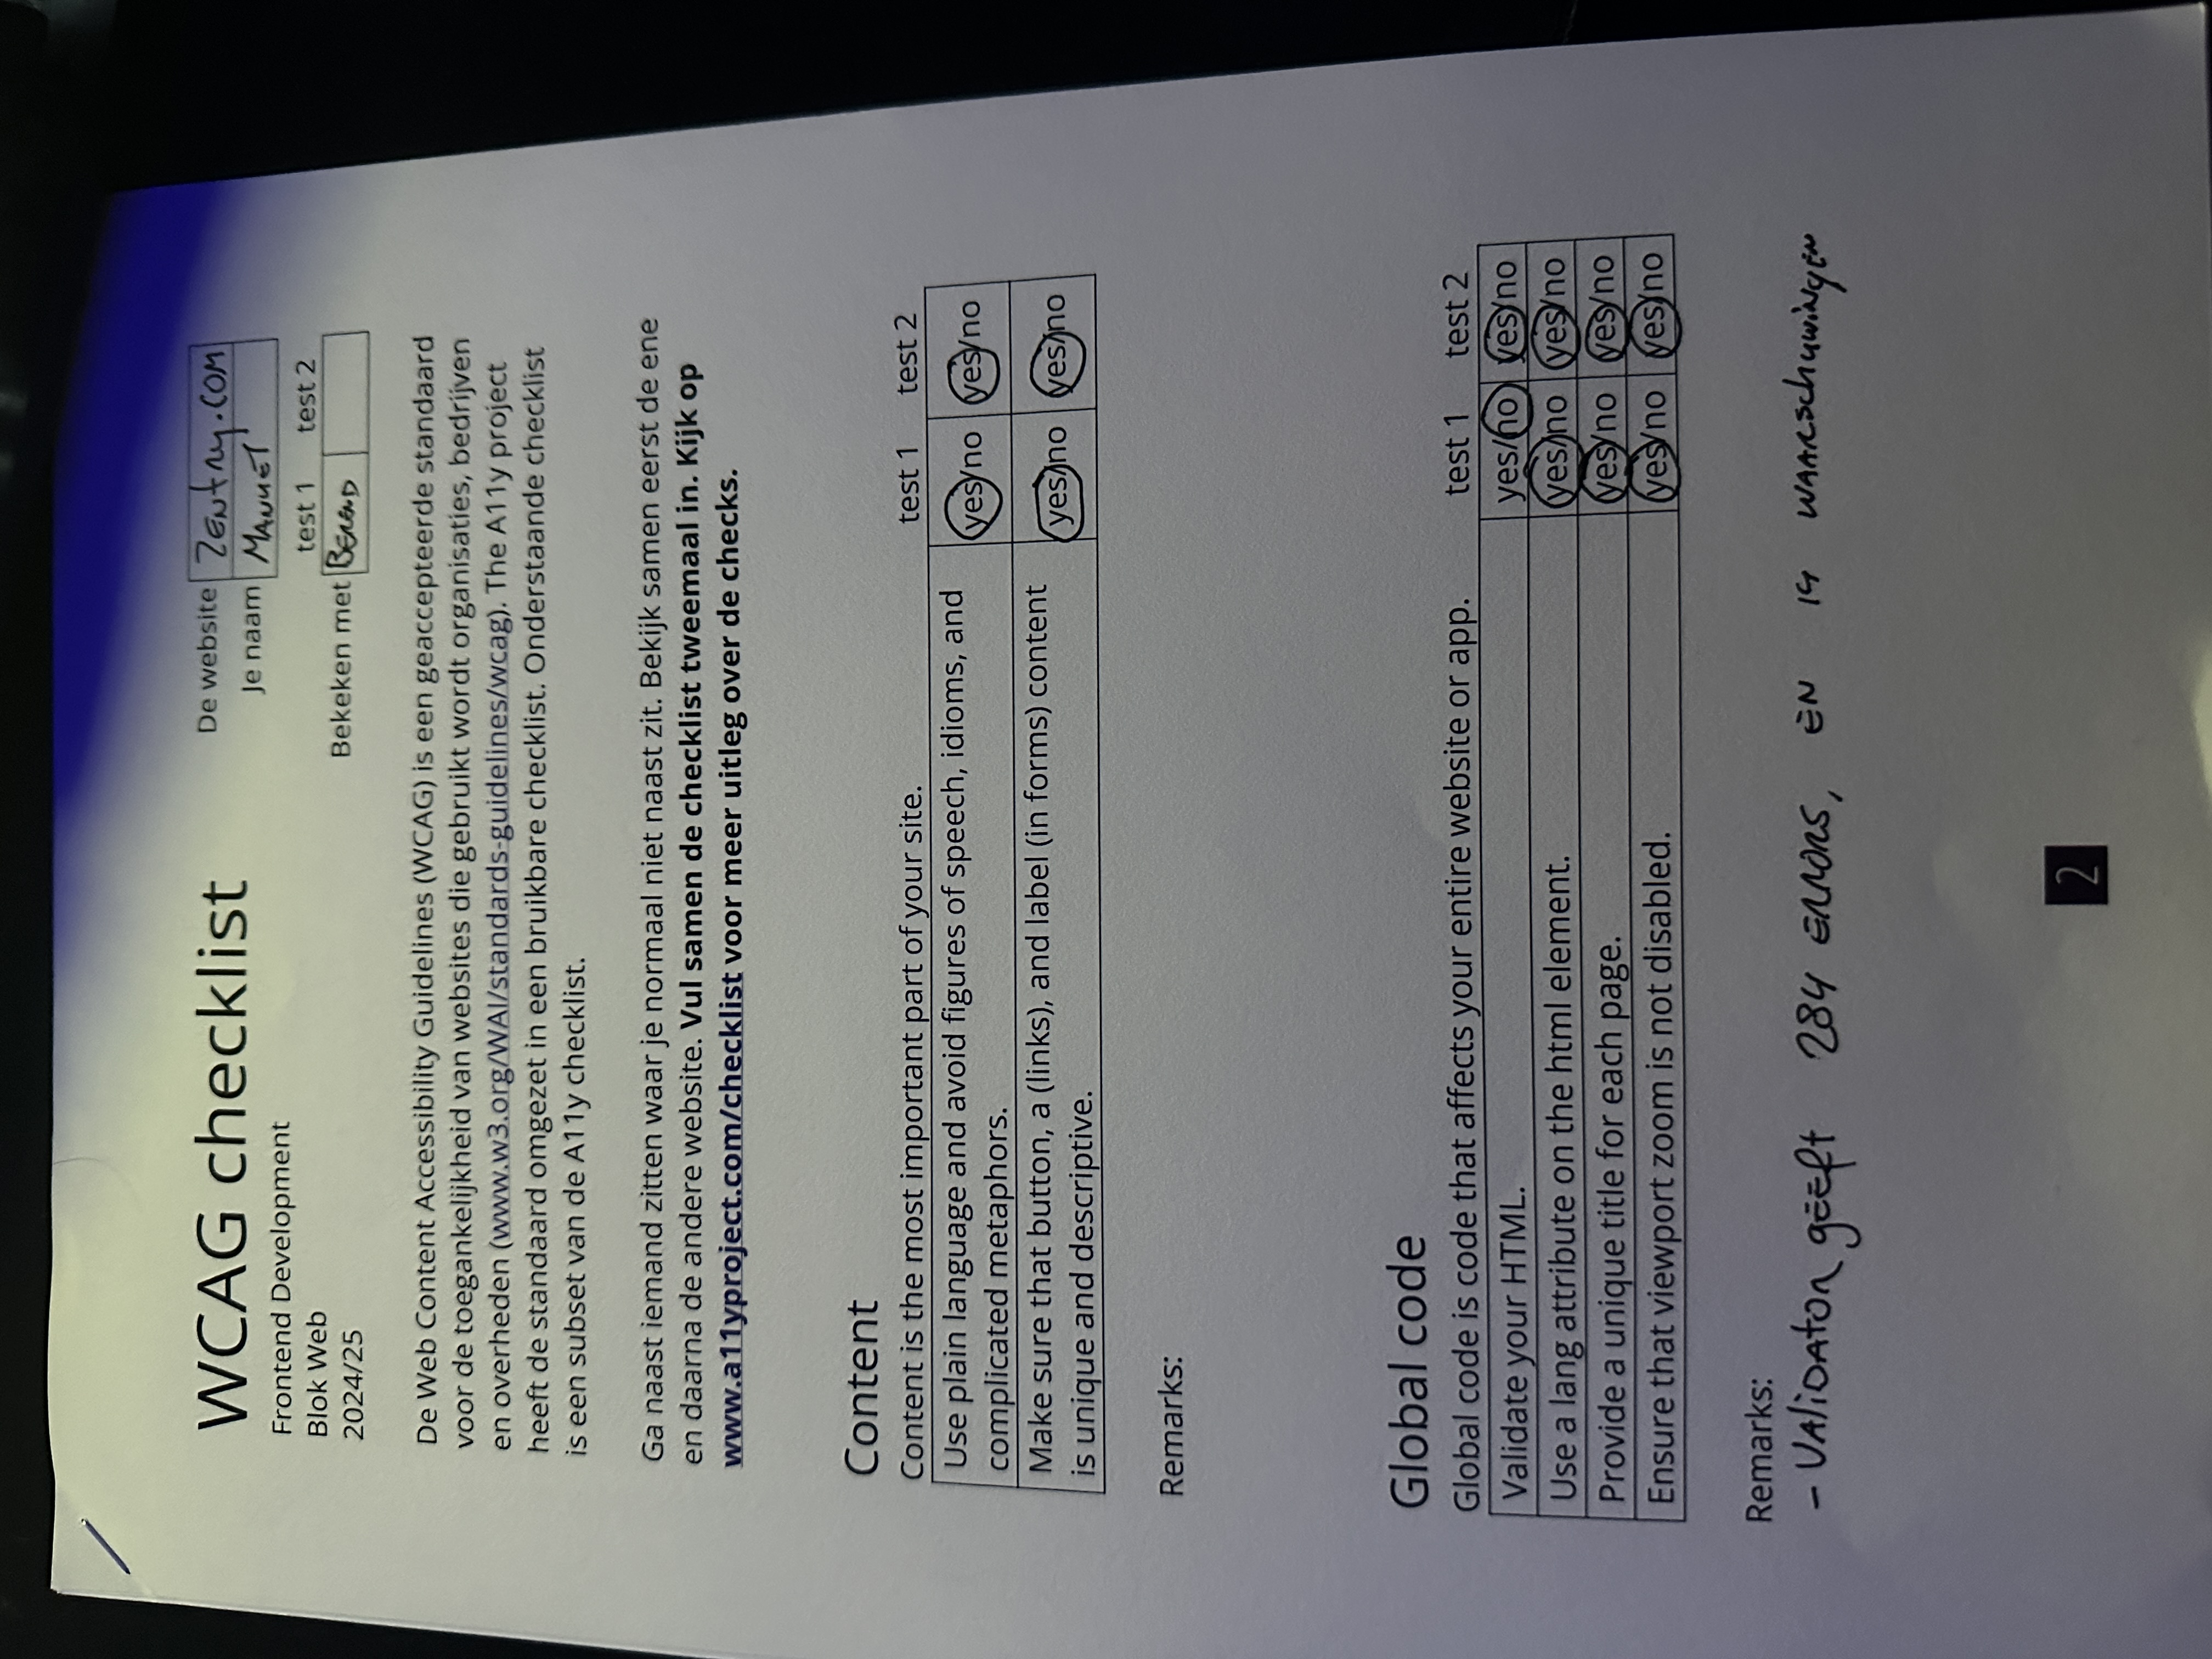 WCAG checklist
Frontend Development
Blok Web
2024/25
De website Zentry.com
Je naam MANUEL
test 1 test 2
Bekeken met BEREND
De Web Content Accessibility Guidelines (WCAG) is een geaccepteerde standaard
voor de toegankelijkheid van websites die gebruikt wordt organisaties, bedrijven
en overheden (www.w3.org/WAI/standards-guidelines/wcag). The A11y project
heeft de standaard omgezet in een bruikbare checklist. Onderstaande checklist
is een subset van de A11y checklist.
Ga naast iemand zitten waar je normaal niet naast zit. Bekijk samen eerst de ene
en daarna de andere website. Vul samen de checklist tweemaal in. Kijk op
www.a11yproject.com/checklist voor meer uitleg over de checks.
Content
Content is the most important part of your site. test 1 test 2
Use plain language and avoid figures of speech, idioms, and
complicated metaphors. yes/no yes/no
Make sure that button, a (links), and label (in forms) content
is unique and descriptive. yes/no yes/no
Remarks:
Global code
Global code is code that affects your entire website or app. test 1 test 2
Validate your HTML. yes/no yes/no
Use a lang attribute on the html element. yes/no yes/no
Provide a unique title for each page. yes/no yes/no
Ensure that viewport zoom is not disabled. yes/no yes/no
Remarks:
- VALIDATOR gEEft 284 ERRORS, EN 14 WAARSchuwingEN
2